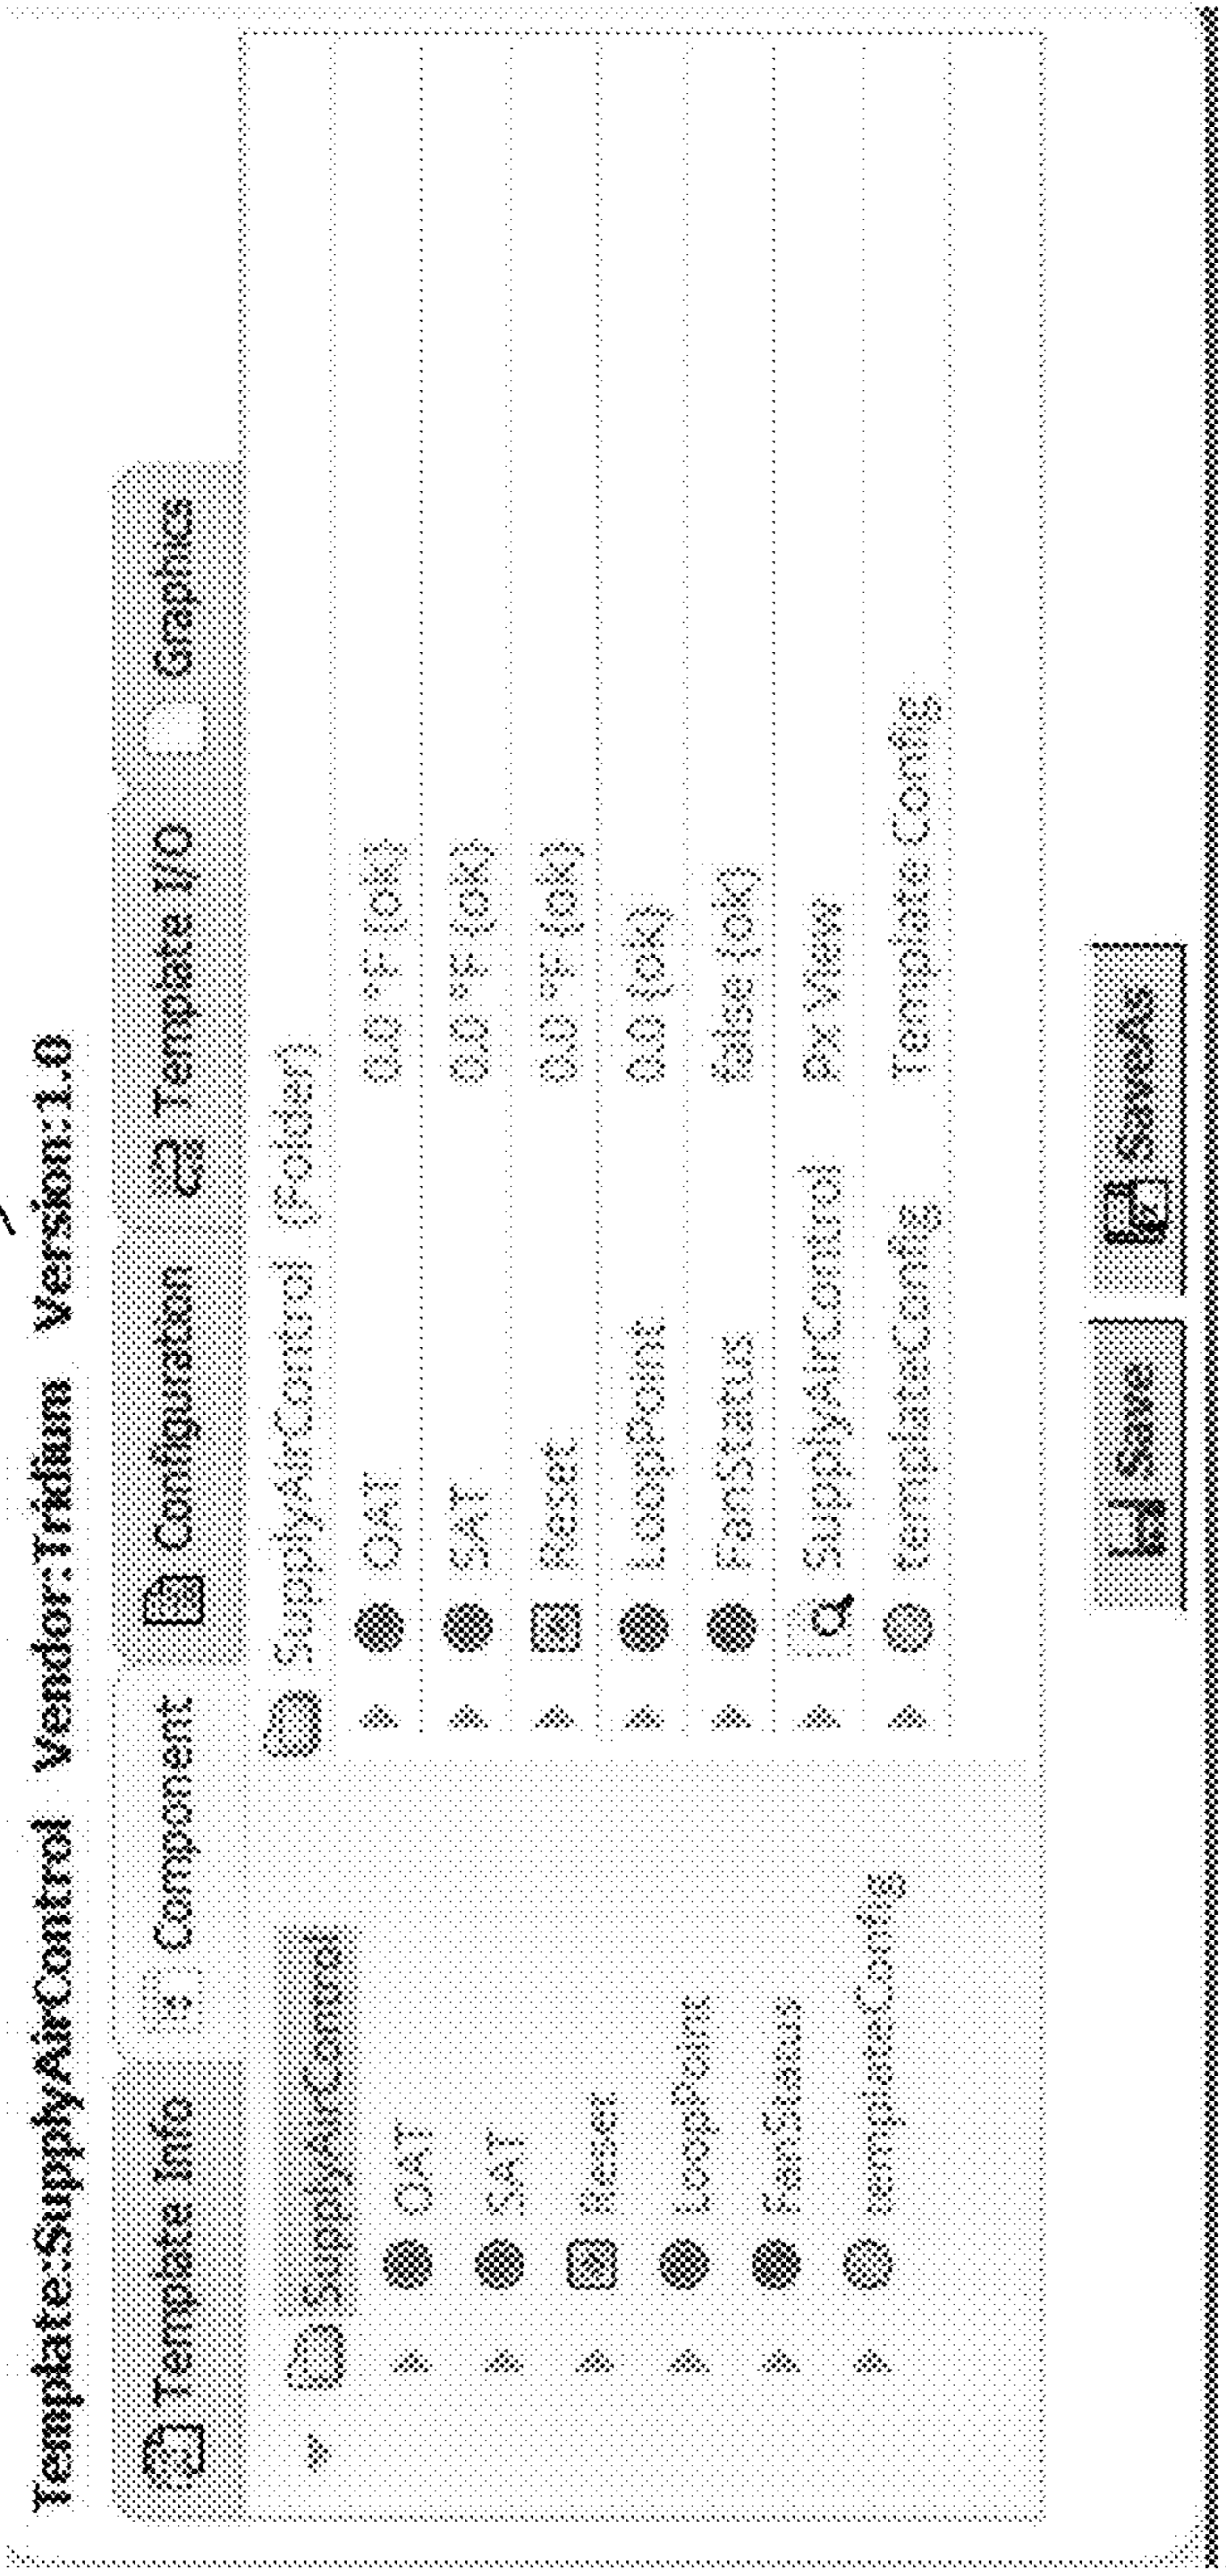 Template:SupplyAirControl Vendor:Tridium Version:1.0
Template Info Component Configuration Template I/O Graphics
SupplyAirControl
OAT
SAT
Reset
LoopPoint
FanStatus
templateConfig
SupplyAirControl (Folder)
OAT 0.0 °F {ok}
SAT 0.0 °F {ok}
Reset 0.0 °F {ok}
LoopPoint 0.0 {ok}
FanStatus false {ok}
SupplyAirControl Px View
templateConfig Template Config
Save SaveAs